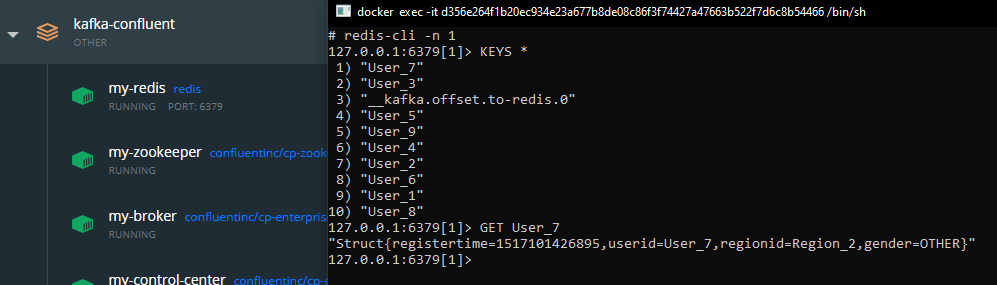 kafka-confluent
OTHER
my-redis redis
RUNNING PORT: 6379
my-zookeeper confluentinc/cp-zook
RUNNING
my-broker confluentinc/cp-enterpris
RUNNING
my-control-center confluentinc/cp-e
docker exec -it d356e264f1b20ec934e23a677b8de08c86f3f74427a47663b522f7d6c8b54466 /bin/sh
# redis-cli -n 1
127.0.0.1:6379[1]> KEYS *
1) "User_7"
2) "User_3"
3) "__kafka.offset.to-redis.0"
4) "User_5"
5) "User_9"
6) "User_4"
7) "User_2"
8) "User_6"
9) "User_1"
10) "User_8"
127.0.0.1:6379[1]> GET User_7
"Struct{registertime=1517101426895,userid=User_7,regionid=Region_2,gender=OTHER}"
127.0.0.1:6379[1]>